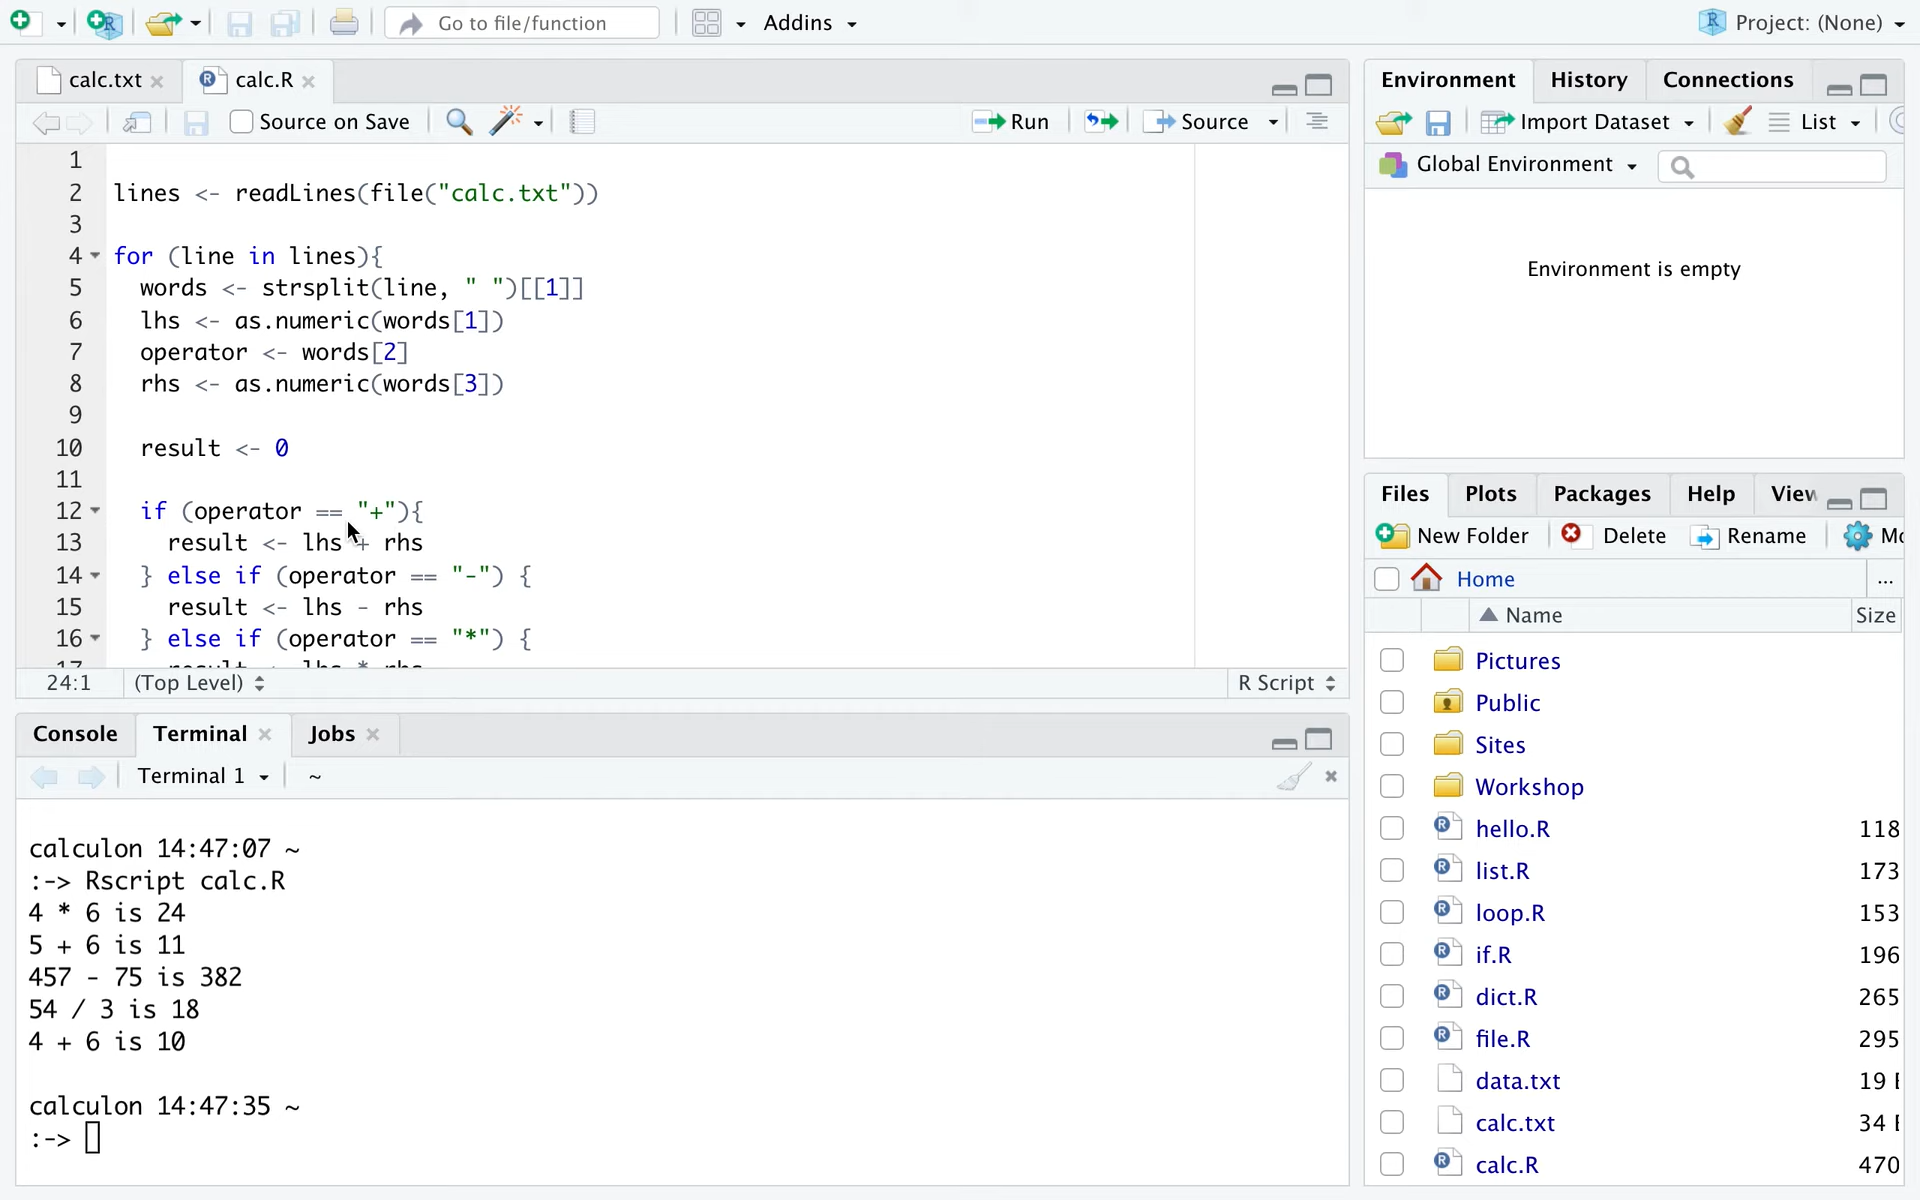 Go to file/function
Addins
Project: (None)
calc.txt
calc.R
Source on Save
Run
Source
1
2 lines <- readLines(file("calc.txt"))
3
4 for (line in lines){
5 words <- strsplit(line, " ")[[1]]
6 lhs <- as.numeric(words[1])
7 operator <- words[2]
8 rhs <- as.numeric(words[3])
9
10 result <- 0
11
12 if (operator == "+"){
13 result <- lhs + rhs
14 } else if (operator == "-") {
15 result <- lhs - rhs
16 } else if (operator == "*") {
17 result <- lhs * rhs
24:1 (Top Level)
R Script
Console Terminal Jobs
Terminal 1 ~
calculon 14:47:07 ~
:-> Rscript calc.R
4 * 6 is 24
5 + 6 is 11
457 - 75 is 382
54 / 3 is 18
4 + 6 is 10
calculon 14:47:35 ~
:->
Environment History Connections
Import Dataset List
Global Environment
Environment is empty
Files Plots Packages Help View
New Folder Delete Rename
Home ...
Name Size
Pictures
Public
Sites
Workshop
hello.R 118
list.R 173
loop.R 153
if.R 196
dict.R 265
file.R 295
data.txt 19
calc.txt 34
calc.R 470